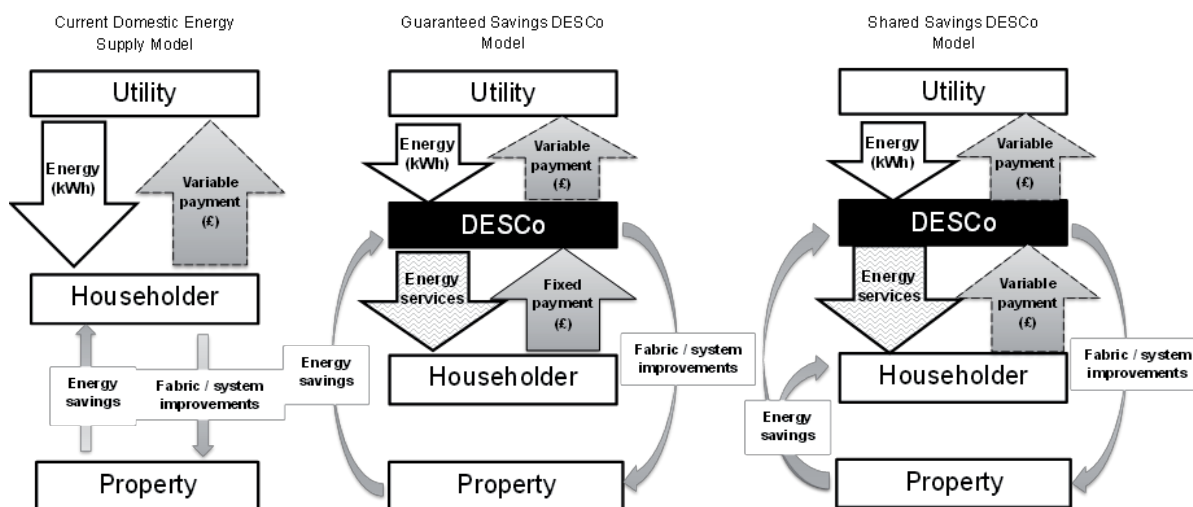 Current Domestic Energy
Supply Model
Utility
Energy
(kWh)
Variable
payment
(£)
Householder
Energy
savings
Fabric / system
improvements
Property
Guaranteed Savings DESCo
Model
Utility
Energy
(kWh)
Variable
payment
(£)
DESCo
Energy
services
Fixed
payment
(£)
Energy
savings
Fabric / system
improvements
Householder
Property
Shared Savings DESCo
Model
Utility
Energy
(kWh)
Variable
payment
(£)
DESCo
Energy
services
Variable
payment
(£)
Fabric / system
improvements
Householder
Energy
savings
Property